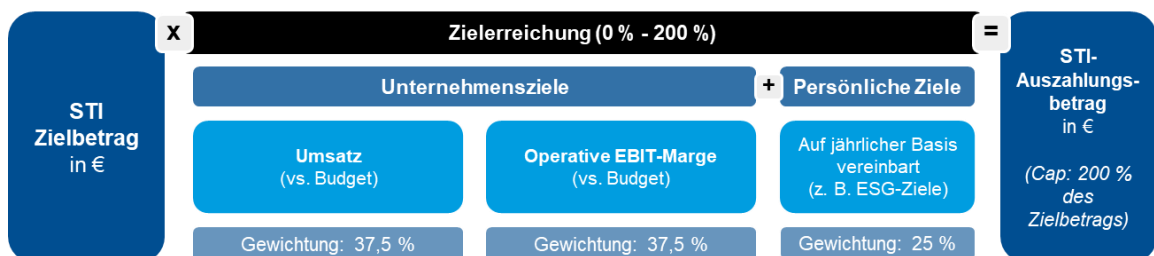 STI
Zielbetrag
in €
x
Zielerreichung (0 % - 200 %)
=
Unternehmensziele
+
Persönliche Ziele
Umsatz
(vs. Budget)
Operative EBIT-Marge
(vs. Budget)
Auf jährlicher Basis
vereinbart
(z. B. ESG-Ziele)
Gewichtung: 37,5 %
Gewichtung: 37,5 %
Gewichtung: 25 %
STI-
Auszahlungs-
betrag
in €
(Cap: 200 %
des
Zielbetrags)